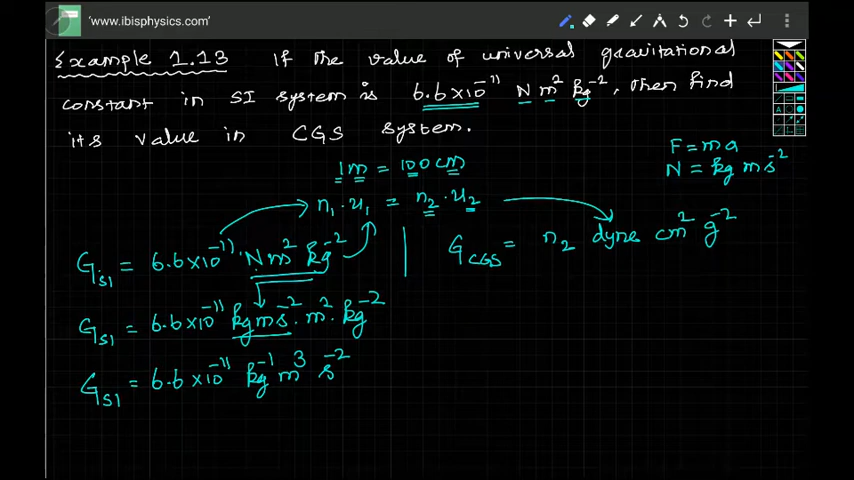 'www.ibisphysics.com'
Example 1.13 If the value of universal gravitational
constant in SI system is 6.6×10⁻¹¹ N m² kg⁻², then find
its value in CGS system.
1m = 100 cm
n₁·u₁ = n₂·u₂
F = ma
N = kg m s⁻²
G_SI = 6.6×10⁻¹¹ · N m² kg⁻²
G_CGS = n₂ dyne cm² g⁻²
G_SI = 6.6×10⁻¹¹ kg m s⁻² · m² · kg⁻²
G_SI = 6.6×10⁻¹¹ kg⁻¹ m³ s⁻²